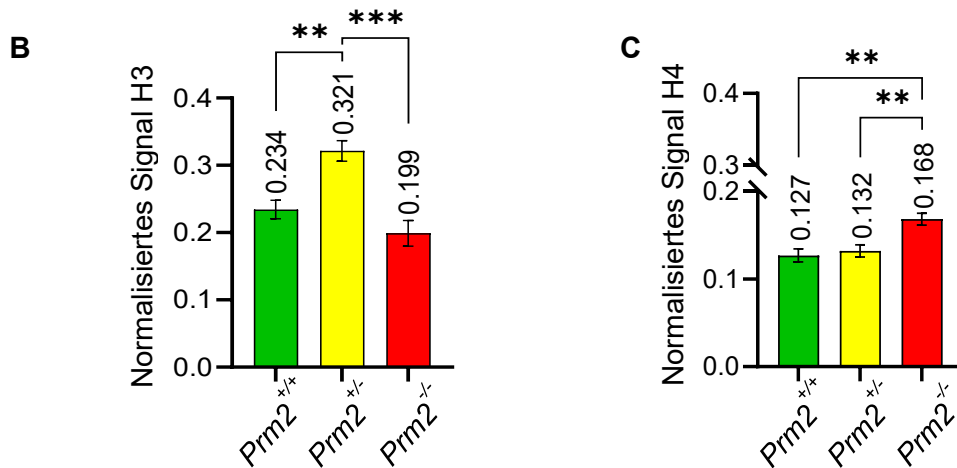 B
Normalisiertes Signal H3
**
***
0.4
0.3
0.2
0.1
0.0
0.234
0.321
0.199
Prm2+/+
Prm2+/-
Prm2-/-
C
Normalisiertes Signal H4
**
**
0.4
0.3
0.2
0.1
0.0
0.127
0.132
0.168
Prm2+/+
Prm2+/-
Prm2-/-